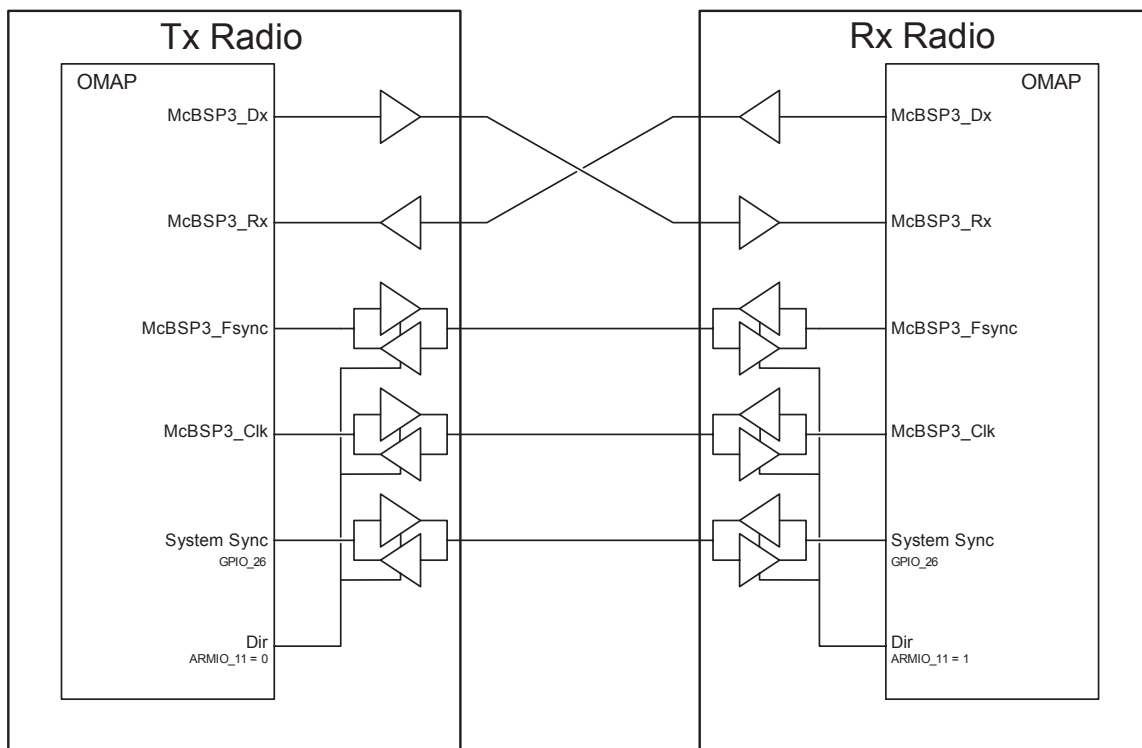 Tx Radio
OMAP
McBSP3_Dx
McBSP3_Rx
McBSP3_Fsync
McBSP3_Clk
System Sync
GPIO_26
Dir
ARMIO_11 = 0
Rx Radio
OMAP
McBSP3_Dx
McBSP3_Rx
McBSP3_Fsync
McBSP3_Clk
System Sync
GPIO_26
Dir
ARMIO_11 = 1